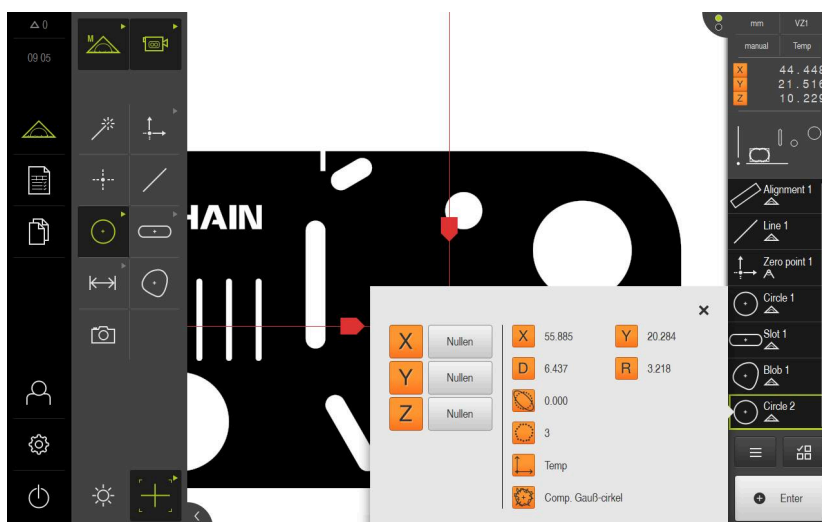 0
09 05
M
HAIN
mm VZ1
manual Temp
X 44.448
Y 21.516
Z 10.229
Alignment 1
Line 1
Zero point 1
Circle 1
Slot 1
Blob 1
Circle 2
Enter
X Nullen
Y Nullen
Z Nullen
X 55.885 Y 20.284
D 6.437 R 3.218
0.000
3
Temp
Comp. Gauß-cirkel